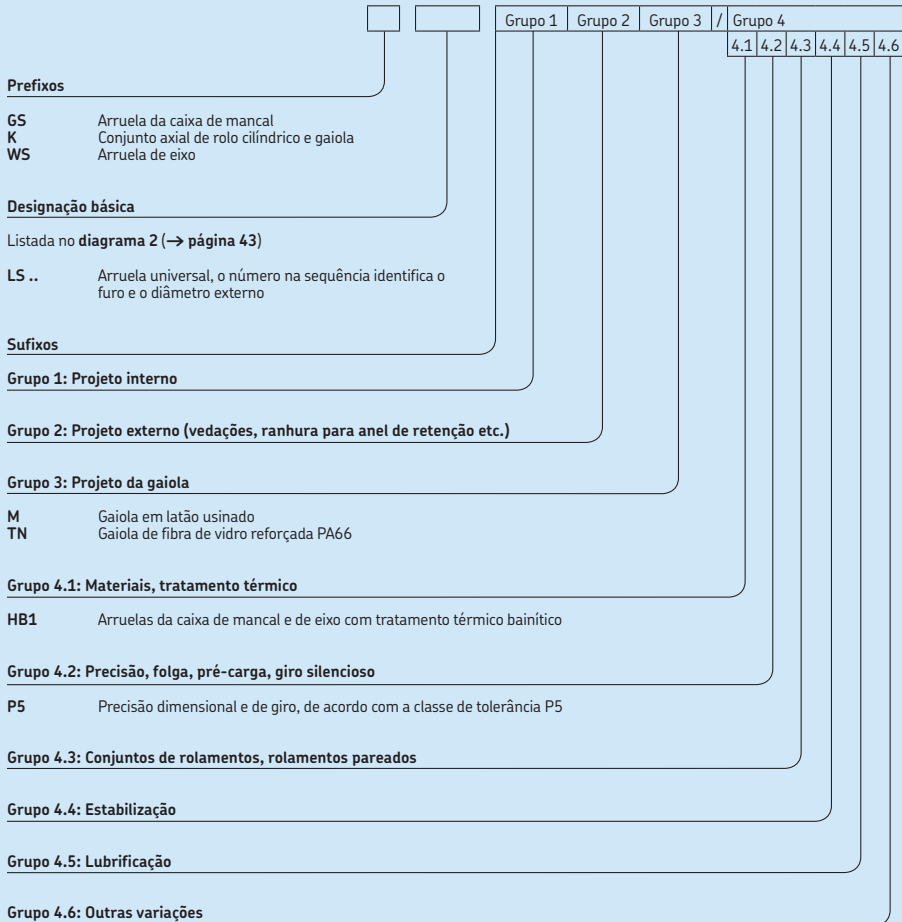 Grupo 1 Grupo 2 Grupo 3 / Grupo 4
4.1 4.2 4.3 4.4 4.5 4.6
Prefixos
GS Arruela da caixa de mancal
K Conjunto axial de rolo cilíndrico e gaiola
WS Arruela de eixo
Designação básica
Listada no diagrama 2 (→ página 43)
LS .. Arruela universal, o número na sequência identifica o
furo e o diâmetro externo
Sufixos
Grupo 1: Projeto interno
Grupo 2: Projeto externo (vedações, ranhura para anel de retenção etc.)
Grupo 3: Projeto da gaiola
M Gaiola em latão usinado
TN Gaiola de fibra de vidro reforçada PA66
Grupo 4.1: Materiais, tratamento térmico
HB1 Arruelas da caixa de mancal e de eixo com tratamento térmico bainítico
Grupo 4.2: Precisão, folga, pré-carga, giro silencioso
P5 Precisão dimensional e de giro, de acordo com a classe de tolerância P5
Grupo 4.3: Conjuntos de rolamentos, rolamentos pareados
Grupo 4.4: Estabilização
Grupo 4.5: Lubrificação
Grupo 4.6: Outras variações